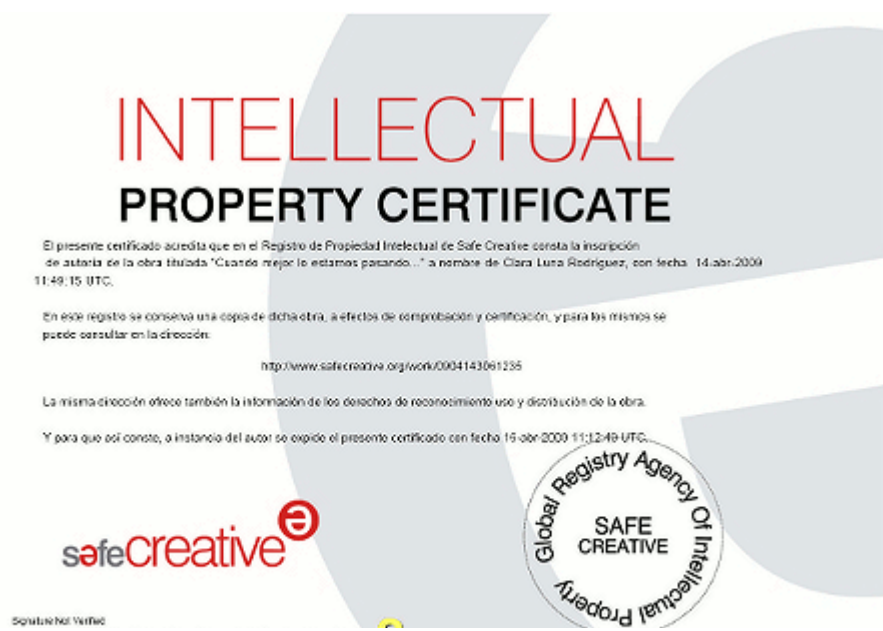 INTELLECTUAL
PROPERTY CERTIFICATE
El presente certificado acredita que en el Registro de Propiedad Intelectual de Safe Creative consta la inscripción
de autoría de la obra titulada "Cuando mejor lo estamos pasando..." a nombre de Clara Luna Rodríguez, con fecha 14-abr-2009
11:49:15 UTC.
En este registro se conserva una copia de dicha obra, a efectos de comprobación y certificación, y para los mismos se
puede consultar en la dirección:
http://www.safecreative.org/work/0904143061235
La misma dirección ofrece también la información de los derechos de reconocimiento uso y distribución de la obra.
Y para que así conste, a instancia del autor se expide el presente certificado con fecha 16-abr-2009 11:12:49 UTC.
safecreative
Global Registry Agency Of Intellectual Property
SAFE
CREATIVE
Signature Not Verified